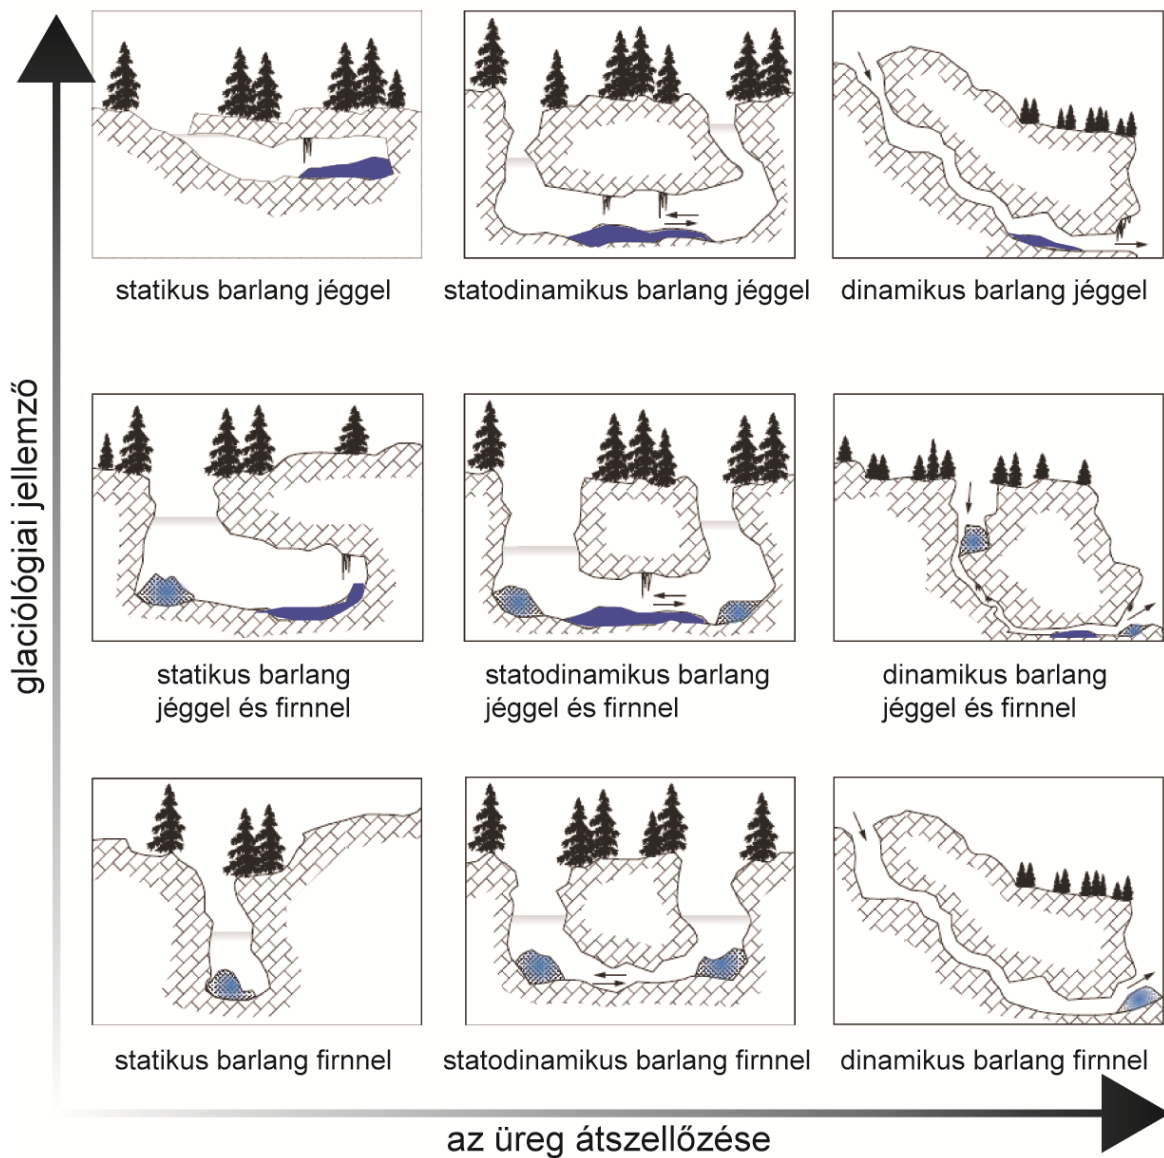 glaciológiai jellemző
statikus barlang jéggel
statodinamikus barlang jéggel
dinamikus barlang jéggel
statikus barlang
jéggel és firnnel
statodinamikus barlang
jéggel és firnnel
dinamikus barlang
jéggel és firnnel
statikus barlang firnnel
statodinamikus barlang firnnel
dinamikus barlang firnnel
az üreg átszellőzése